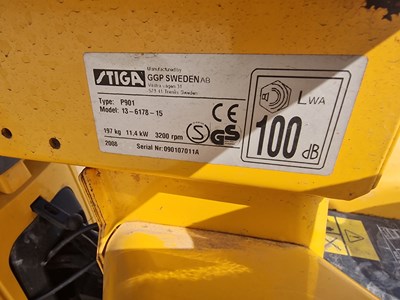 STIGA
Manufactured by
GGP SWEDEN AB
Type: P901
Model: 13-6178-15
197 kg 11,4 kW 3200 rpm
2008 Serial Nr: 090107011A
CE
S GS
LWA
100 dB